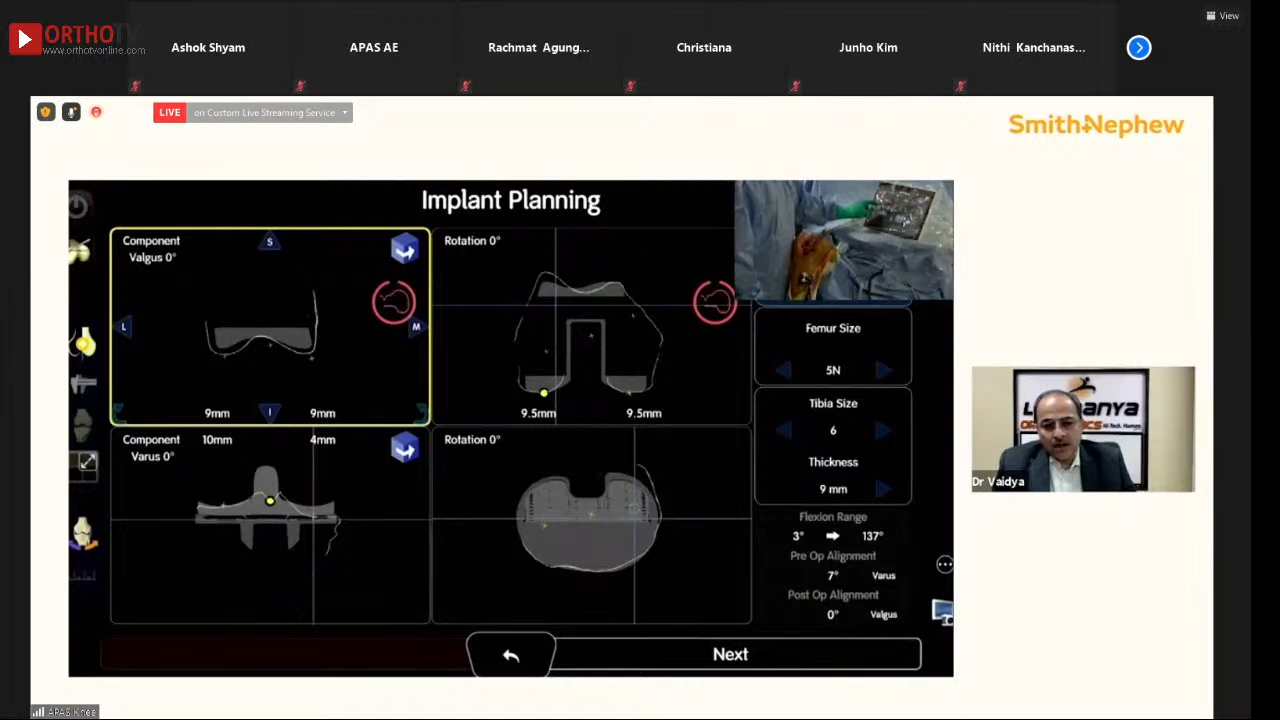 ORTHOTV
www.orthotvonline.com
Ashok Shyam
APAS AE
Rachmat Agung...
Christiana
Junho Kim
Nithi Kanchanas...
View
LIVE
on Custom Live Streaming Service
Smith+Nephew
Implant Planning
Component
Valgus 0°
S
L
M
I
9mm
9mm
Rotation 0°
9.5mm
9.5mm
Component
Varus 0°
10mm
4mm
Rotation 0°
Femur Size
5N
Tibia Size
6
Thickness
9 mm
Flexion Range
3°
137°
Pre Op Alignment
7° Varus
Post Op Alignment
0° Valgus
Next
Dr Vaidya
APAS Knee